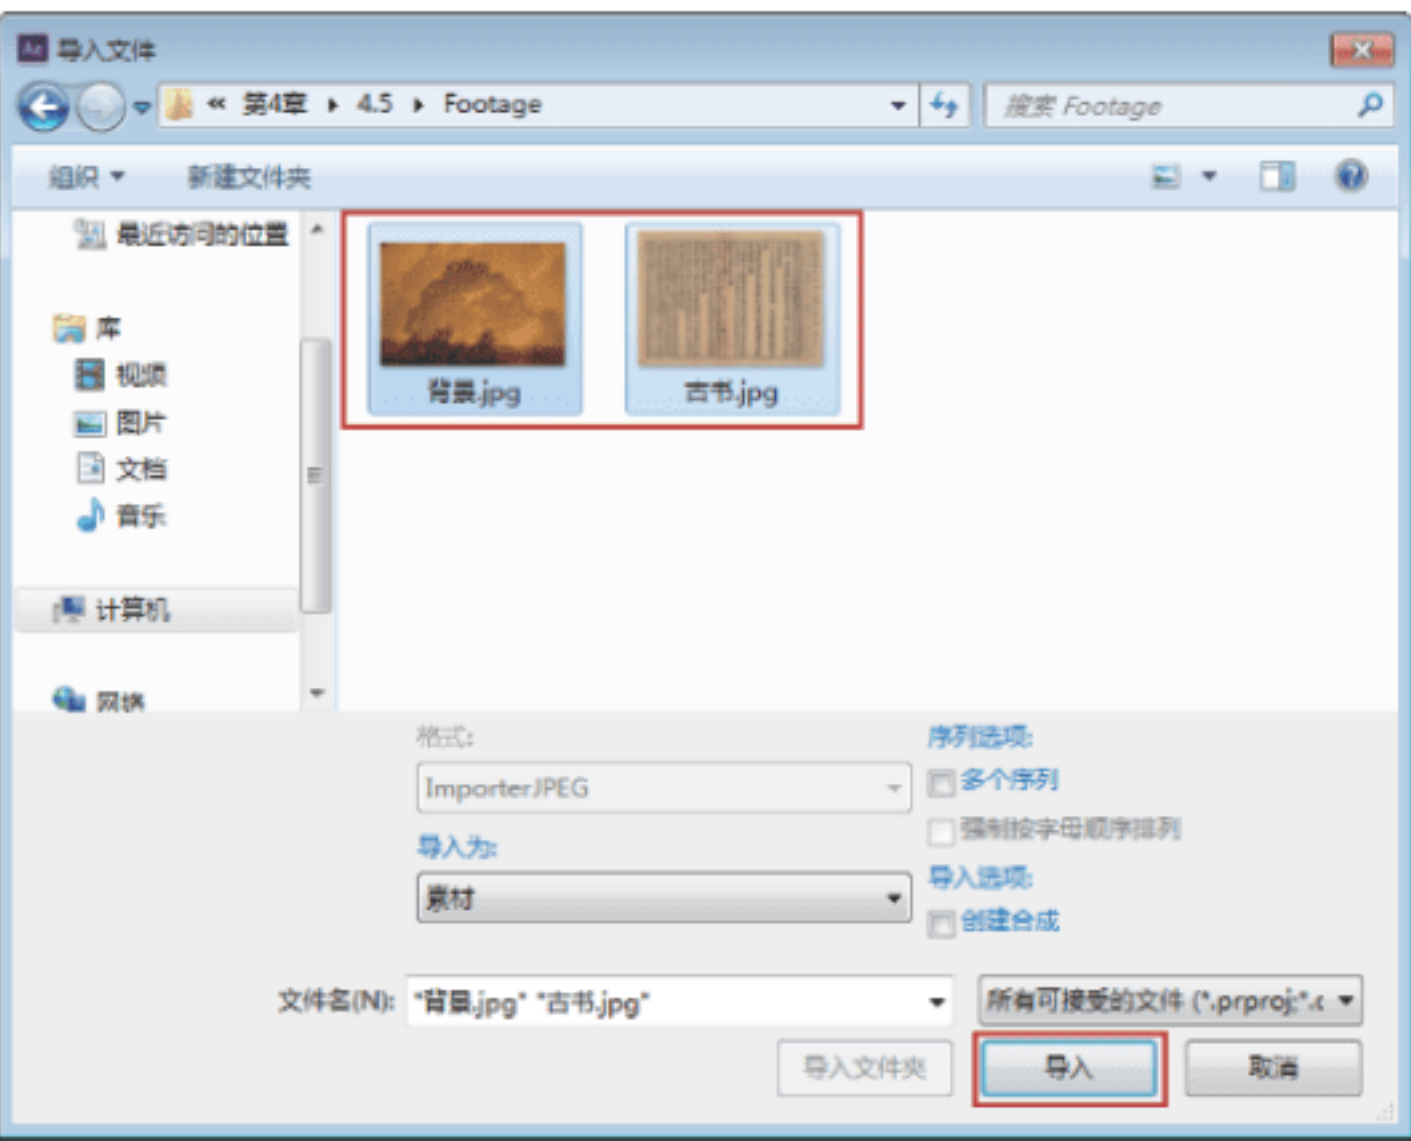 Ae 导入文件
« 第4章 ▸ 4.5 ▸ Footage
搜索 Footage
组织 新建文件夹
最近访问的位置
库
视频
图片
文档
音乐
计算机
网络
背景.jpg
古书.jpg
格式:
ImporterJPEG
导入为:
素材
序列选项:
多个序列
强制按字母顺序排列
导入选项:
创建合成
文件名(N): "背景.jpg" "古书.jpg"
所有可接受的文件 (*.prproj;*.c
导入文件夹 导入 取消